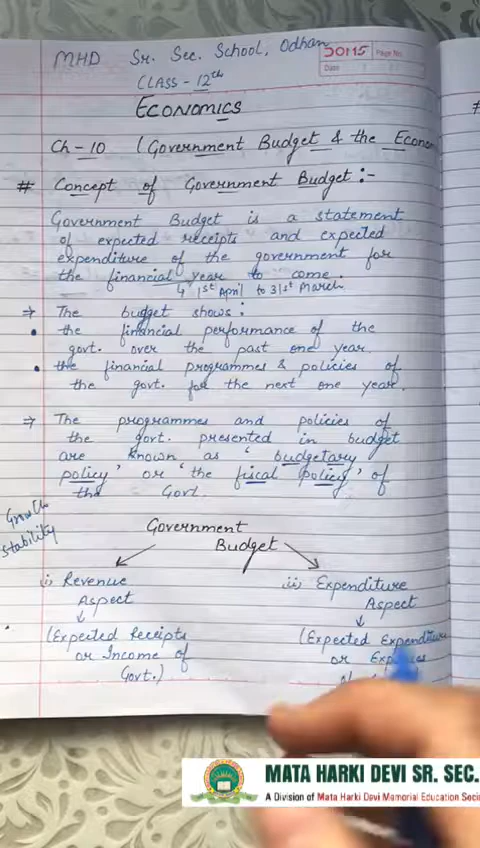 MHD Sr. Sec. School, Odhan
Page No.
Date
CLASS - 12th
ECONOMICS
Ch - 10 (Government Budget & the Econom
# Concept of Government Budget :-
Government Budget is a statement
of expected receipts and expected
expenditure of the government for
the financial year to come.
↳ 1st April to 31st March
⇒ The budget shows:
• the financial performance of the
govt. over the past one year.
• the financial programmes & policies of
the govt. for the next one year.
⇒ The programmes and policies of
the govt. presented in budget
are known as 'budgetary
policy' or 'the fiscal policy' of
the Govt.
Growth
Stability
Government
Budget
(i) Revenue
Aspect
(Expected Receipts
or Income of
Govt.)
ii) Expenditure
Aspect
(Expected Expenditure
or Expenses
of
MATA HARKI DEVI SR. SEC.
A Division of Mata Harki Devi Memorial Education Socie